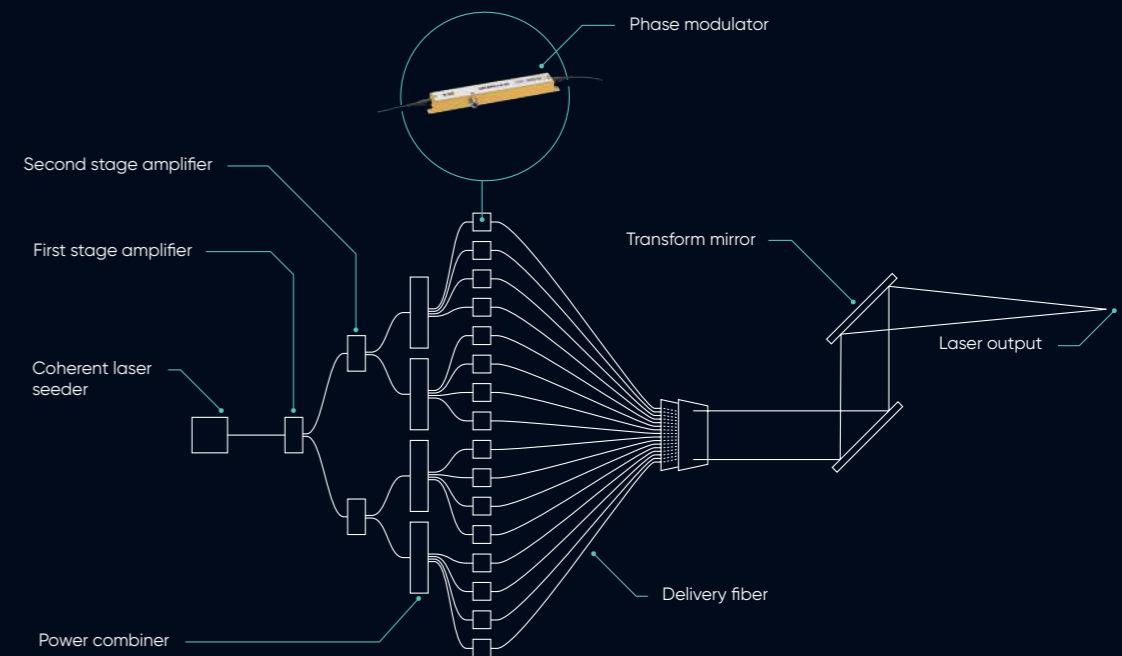 Phase modulator
Second stage amplifier
First stage amplifier
Transform mirror
Coherent laser
seeder
Laser output
Delivery fiber
Power combiner